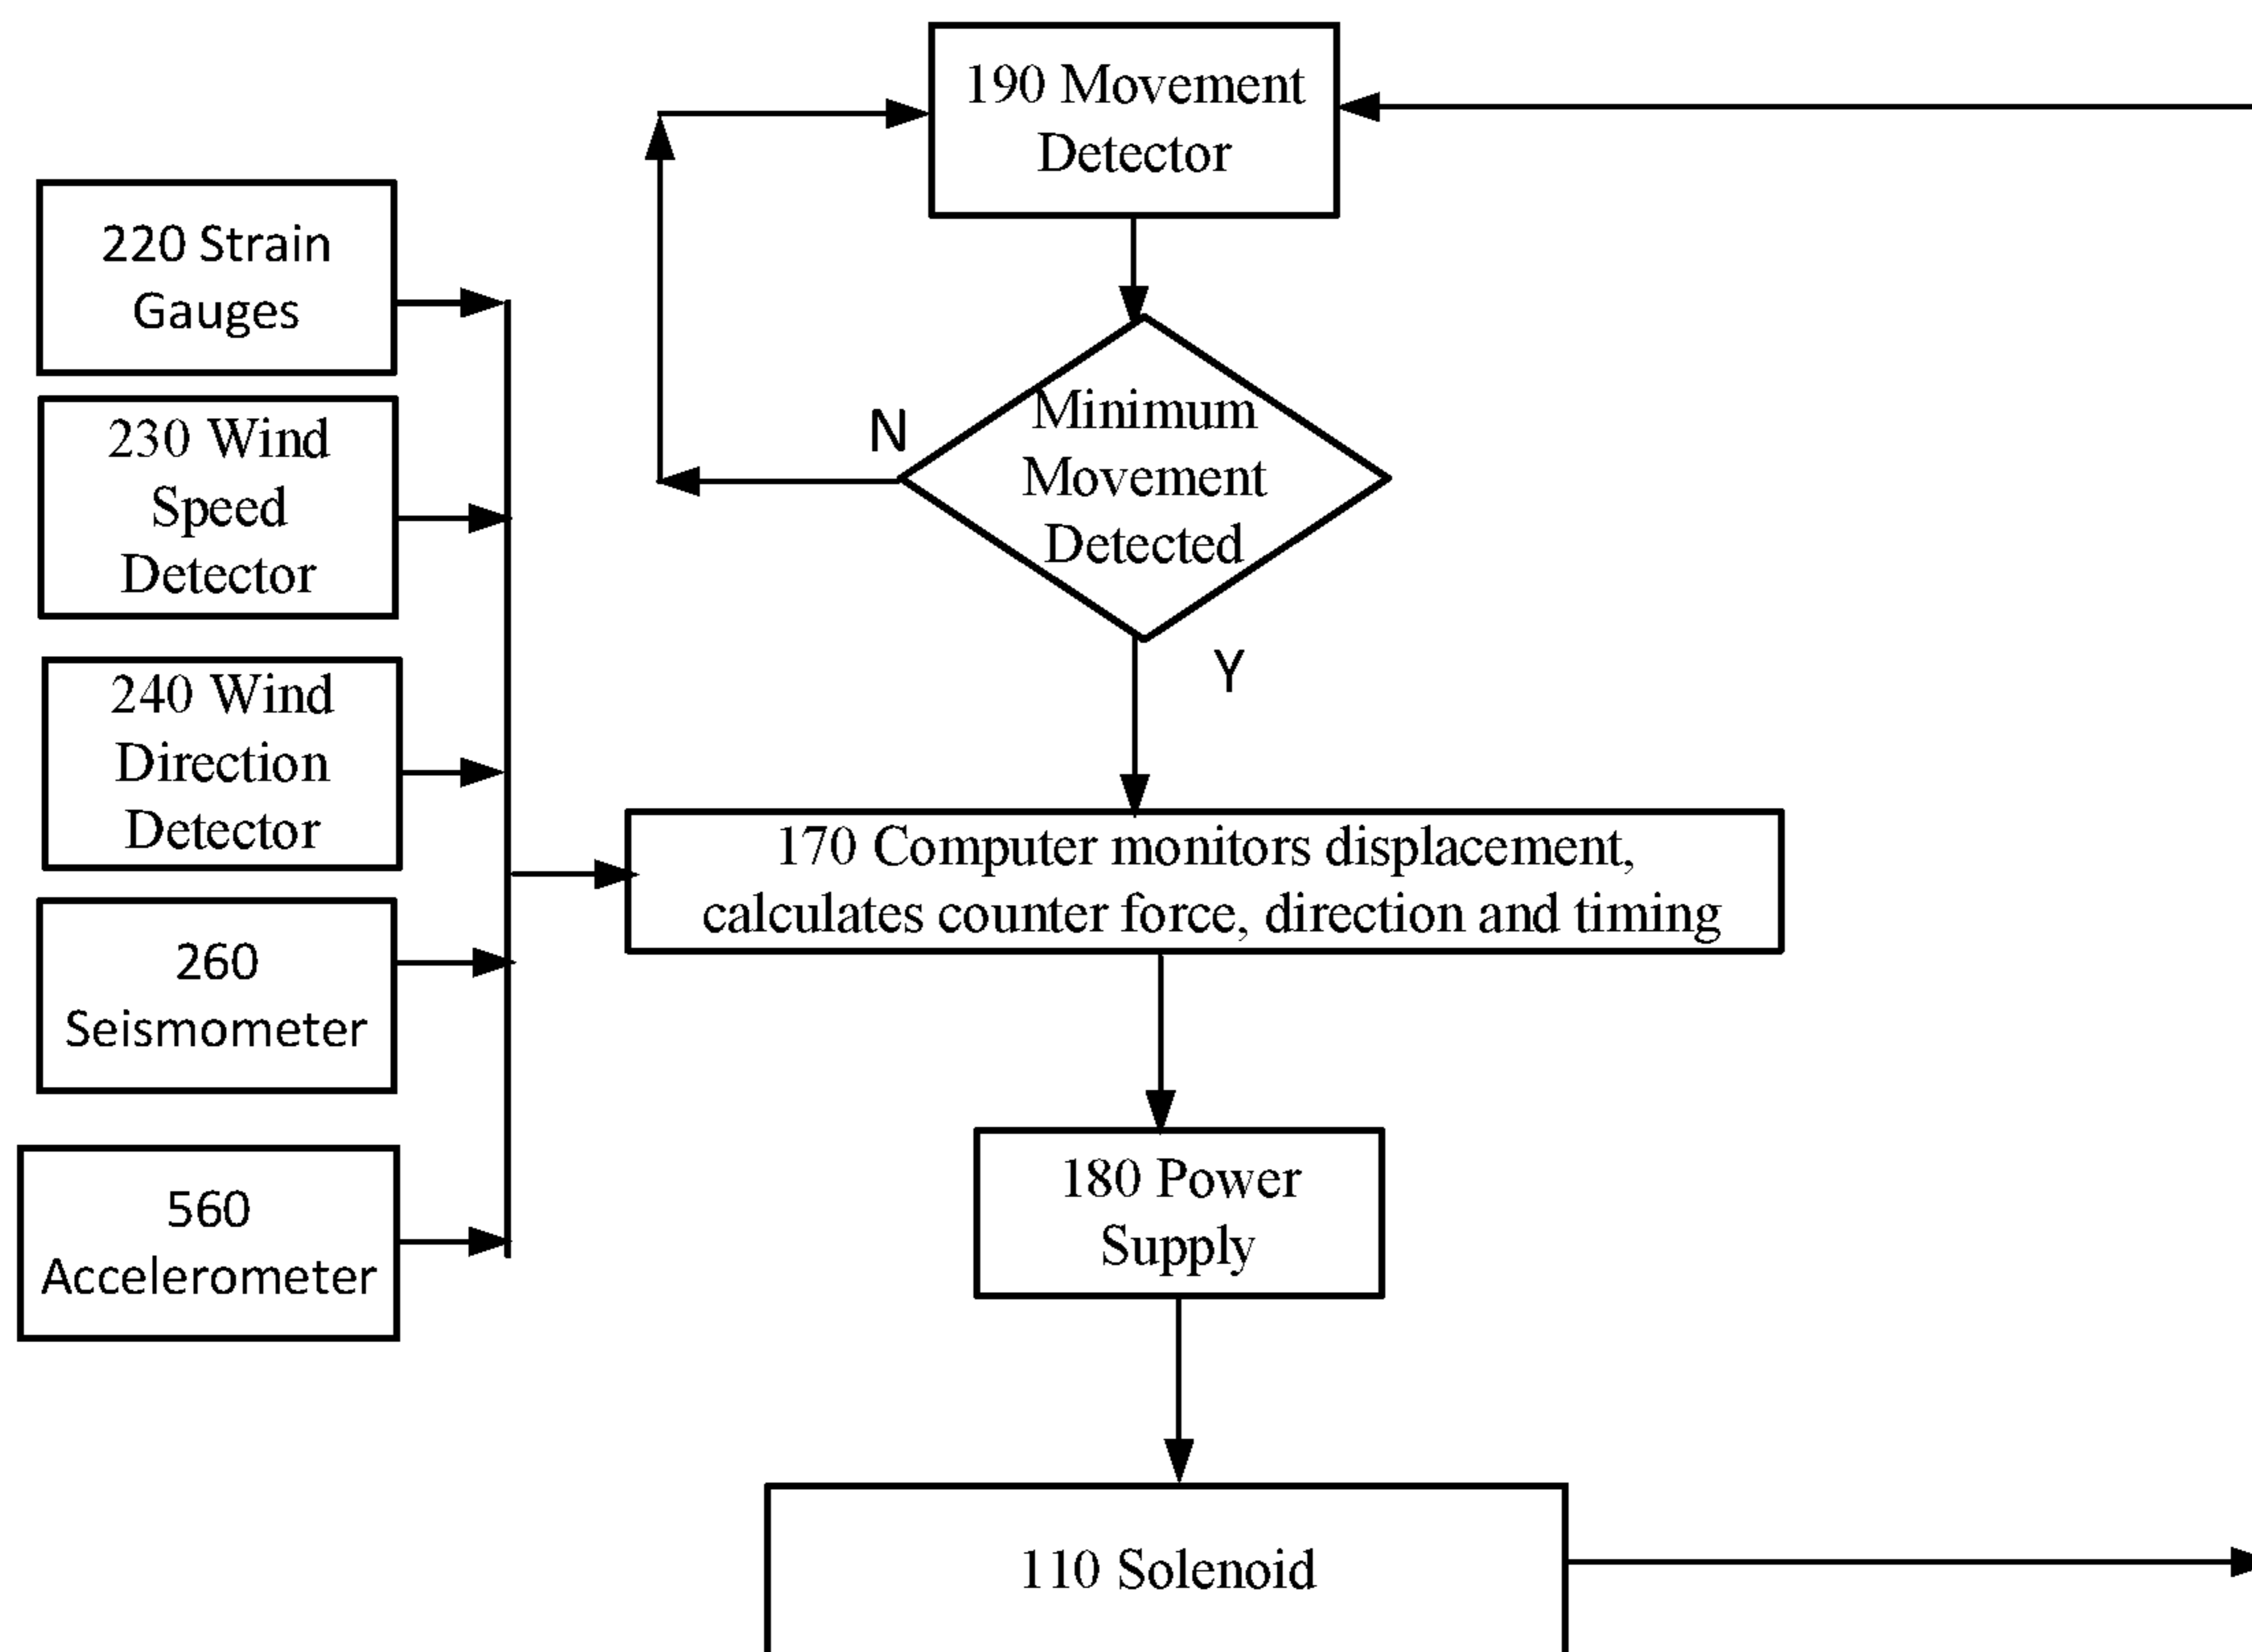 190 Movement
Detector
220 Strain
Gauges
230 Wind
Speed
Detector
N
Minimum
Movement
Detected
Y
240 Wind
Direction
Detector
170 Computer monitors displacement,
calculates counter force, direction and timing
260
Seismometer
180 Power
Supply
560
Accelerometer
110 Solenoid